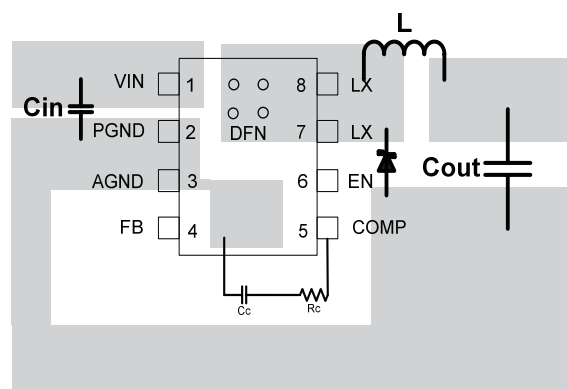 L
VIN 1 8 LX
Cin
PGND 2 DFN 7 LX
AGND 3 6 EN
Cout
FB 4 5 COMP
Cc Rc